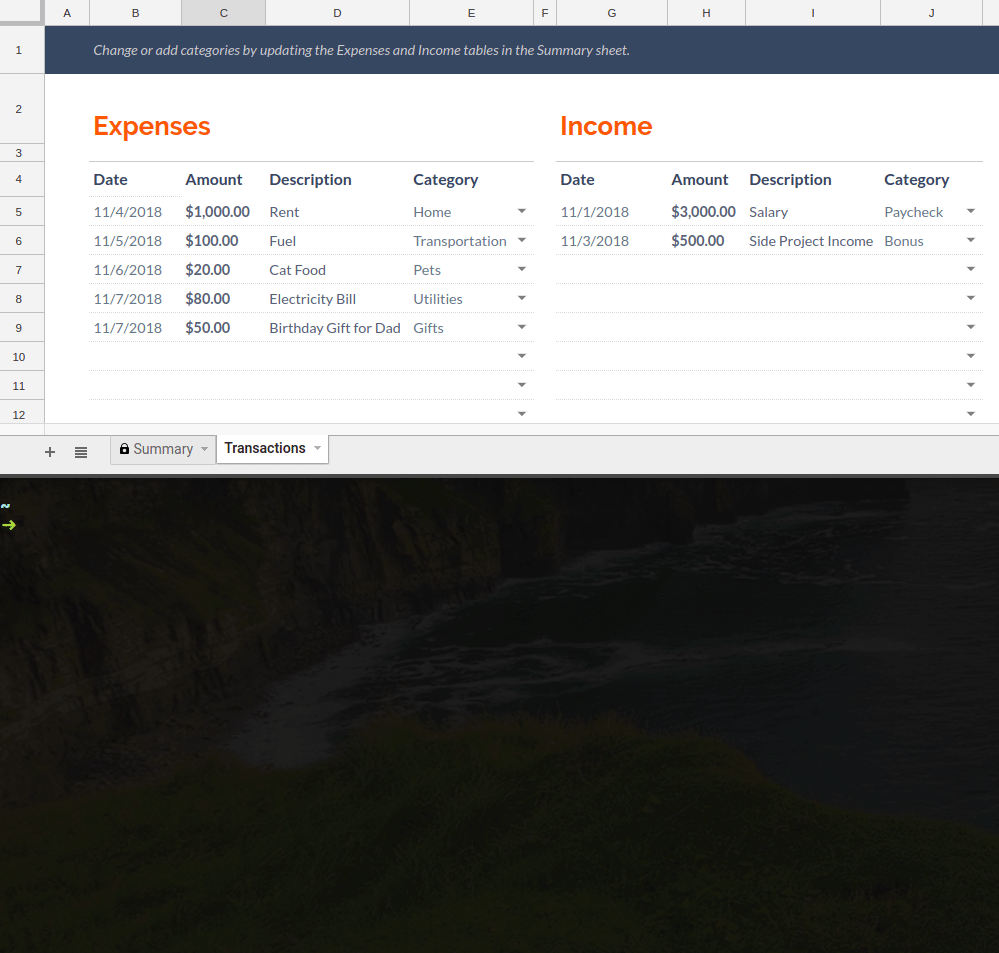 A B C D E F G H I J
1 Change or add categories by updating the Expenses and Income tables in the Summary sheet.
2 Expenses Income
3
4 Date Amount Description Category Date Amount Description Category
5 11/4/2018 $1,000.00 Rent Home 11/1/2018 $3,000.00 Salary Paycheck
6 11/5/2018 $100.00 Fuel Transportation 11/3/2018 $500.00 Side Project Income Bonus
7 11/6/2018 $20.00 Cat Food Pets
8 11/7/2018 $80.00 Electricity Bill Utilities
9 11/7/2018 $50.00 Birthday Gift for Dad Gifts
10
11
12
+ Summary Transactions
~
→